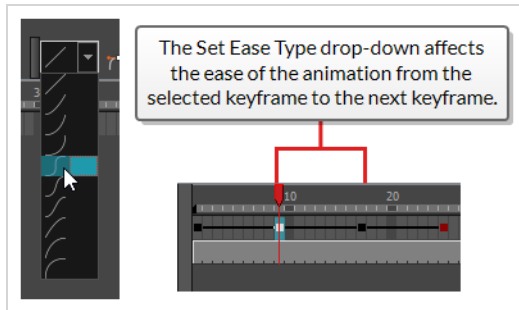 The Set Ease Type drop-down affects
the ease of the animation from the
selected keyframe to the next keyframe.
3
10
20